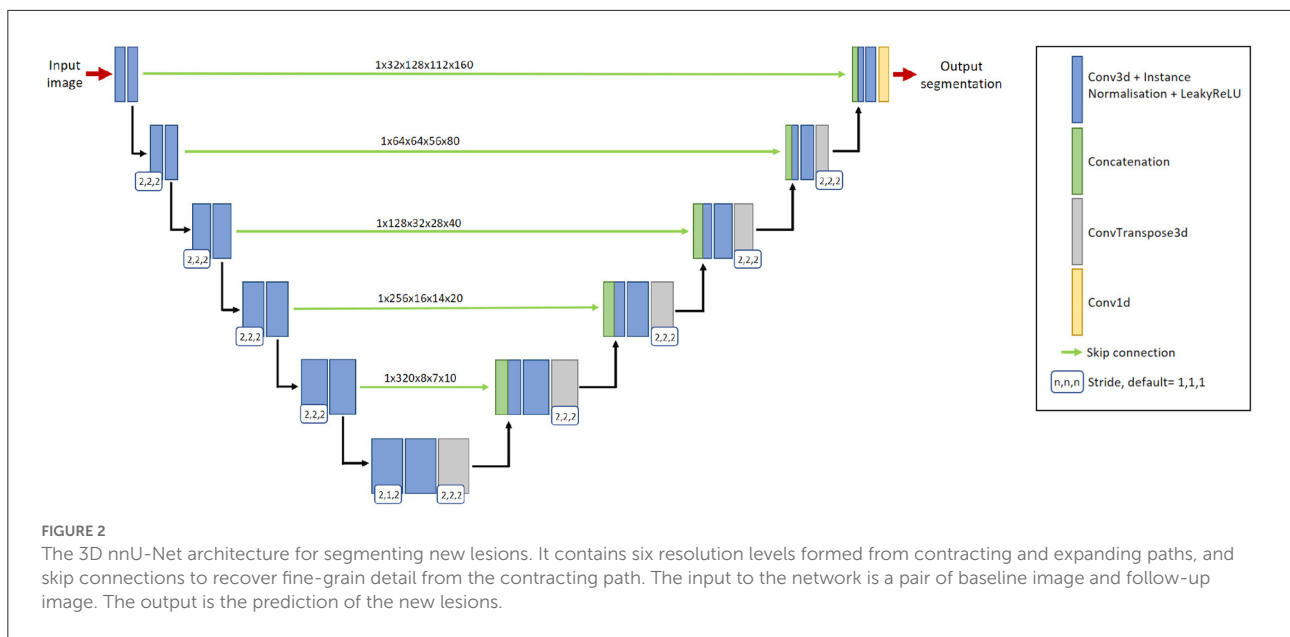 Input
image
1x32x128x112x160
Output
segmentation
1x64x64x56x80
2,2,2
2,2,2
1x128x32x28x40
2,2,2
2,2,2
1x256x16x14x20
2,2,2
2,2,2
1x320x8x7x10
2,2,2
2,2,2
2,1,2
2,2,2
Conv3d + Instance
Normalisation + LeakyReLU
Concatenation
ConvTranspose3d
Conv1d
Skip connection
n,n,n Stride, default= 1,1,1
FIGURE 2
The 3D nnU-Net architecture for segmenting new lesions. It contains six resolution levels formed from contracting and expanding paths, and
skip connections to recover fine-grain detail from the contracting path. The input to the network is a pair of baseline image and follow-up
image. The output is the prediction of the new lesions.